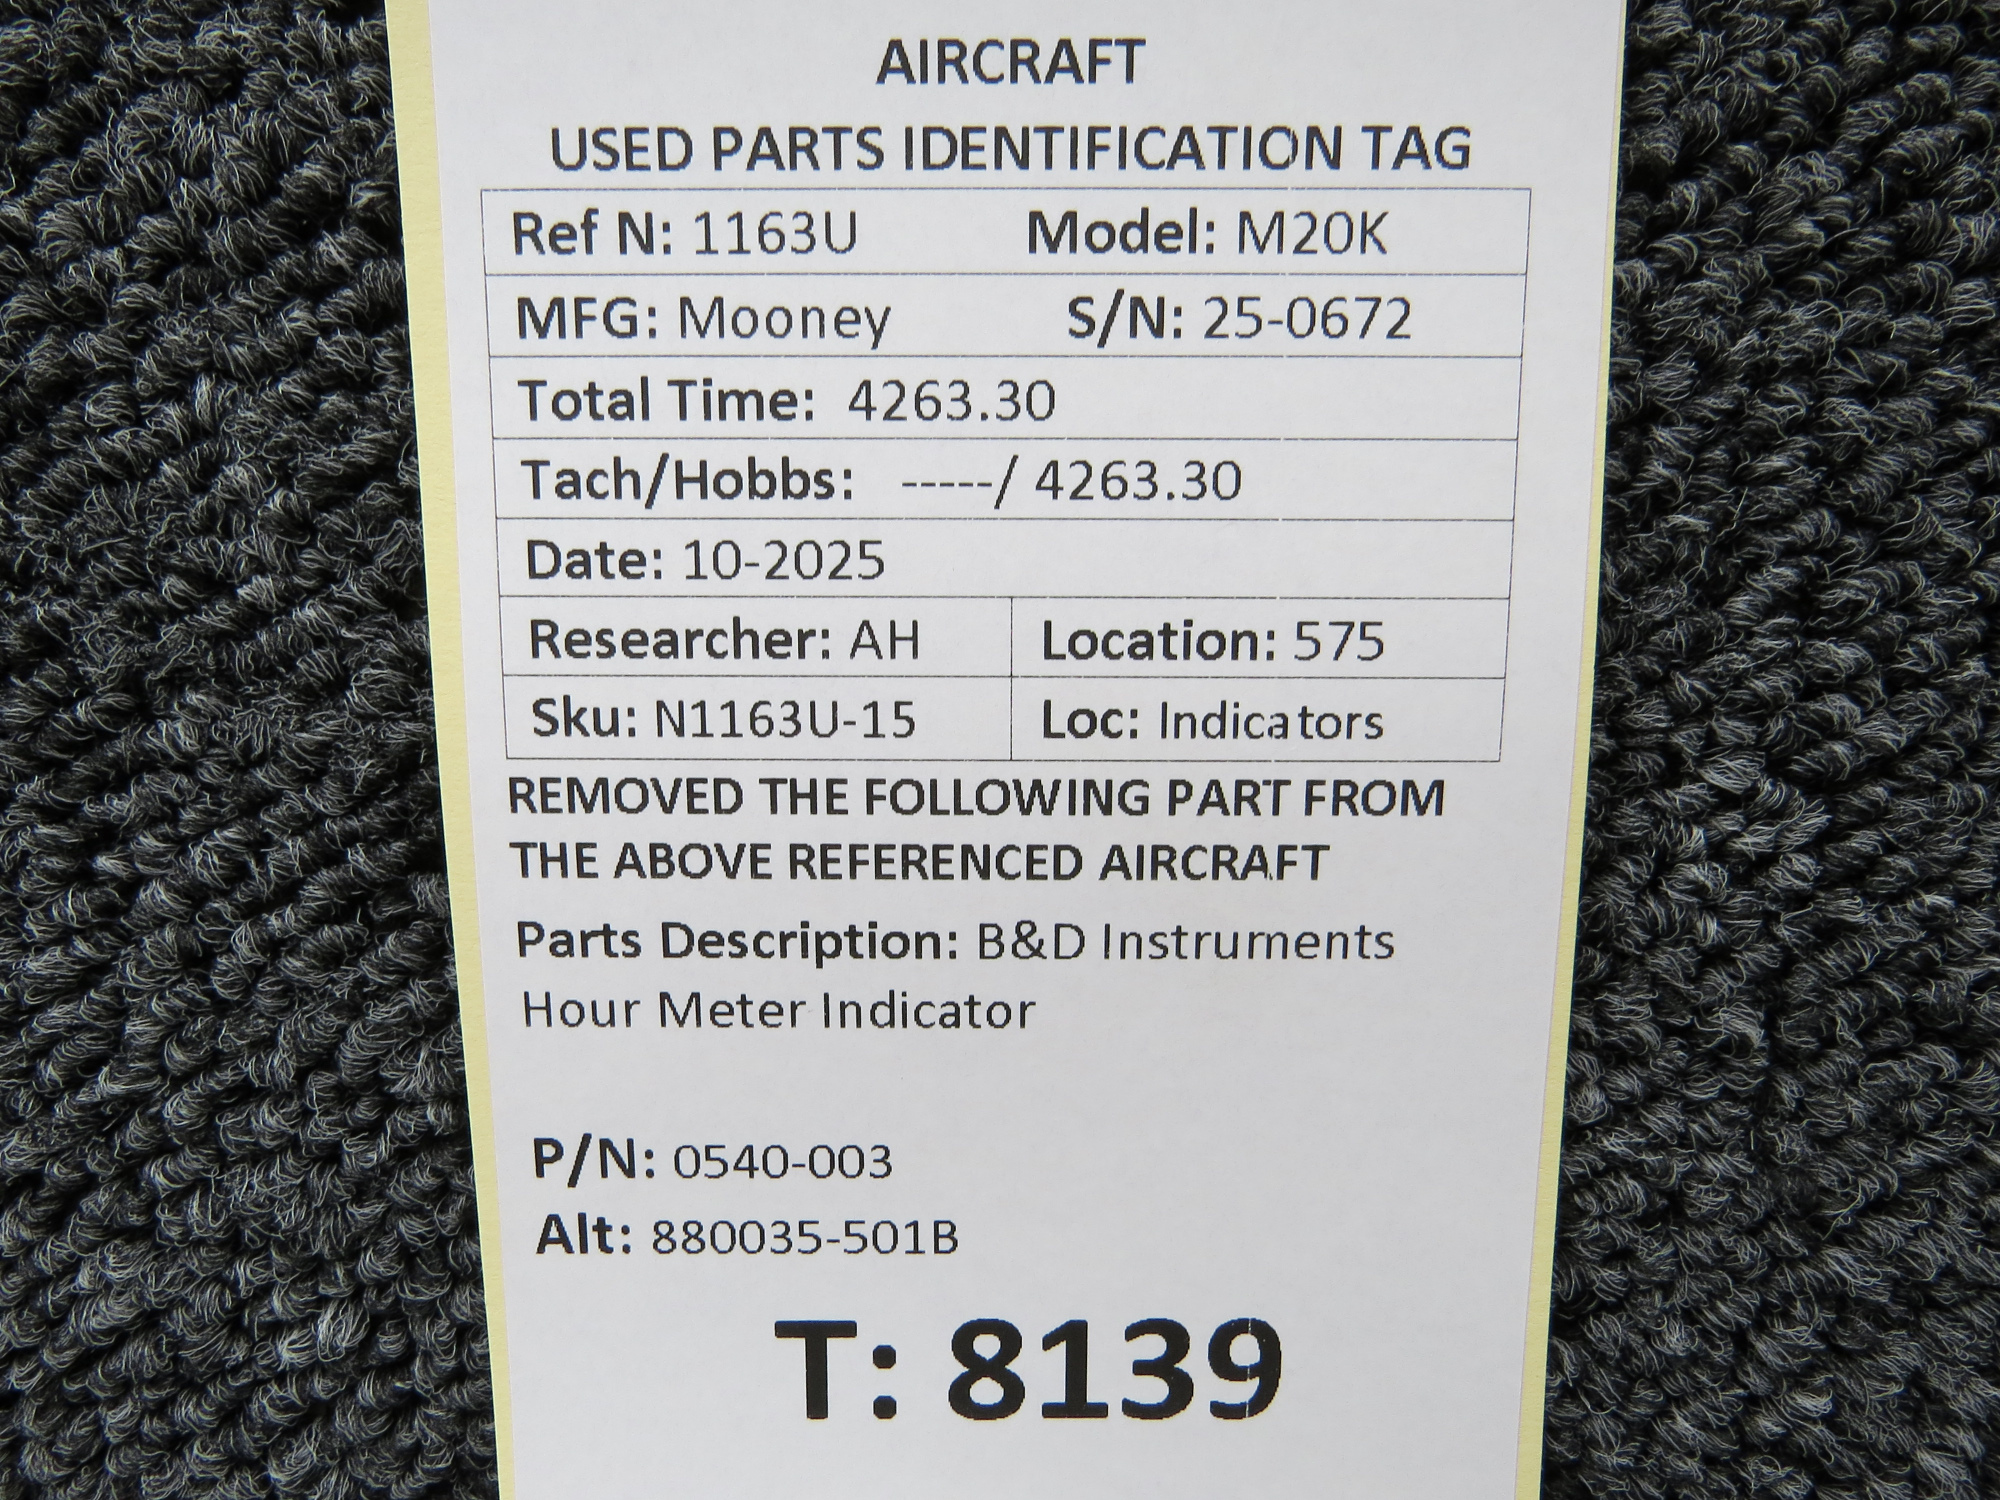 AIRCRAFT
USED PARTS IDENTIFICATION TAG
Ref N: 1163U Model: M20K
MFG: Mooney S/N: 25-0672
Total Time: 4263.30
Tach/Hobbs: -----/ 4263.30
Date: 10-2025
Researcher: AH Location: 575
Sku: N1163U-15 Loc: Indicators
REMOVED THE FOLLOWING PART FROM
THE ABOVE REFERENCED AIRCRAFT
Parts Description: B&D Instruments
Hour Meter Indicator
P/N: 0540-003
Alt: 880035-501B
T: 8139